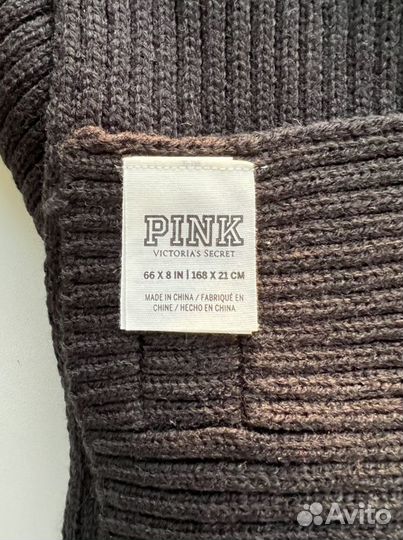 PINK
VICTORIA'S SECRET
66 X 8 IN | 168 X 21 CM
MADE IN CHINA / FABRIQUÉ EN
CHINE / HECHO EN CHINA
Avito